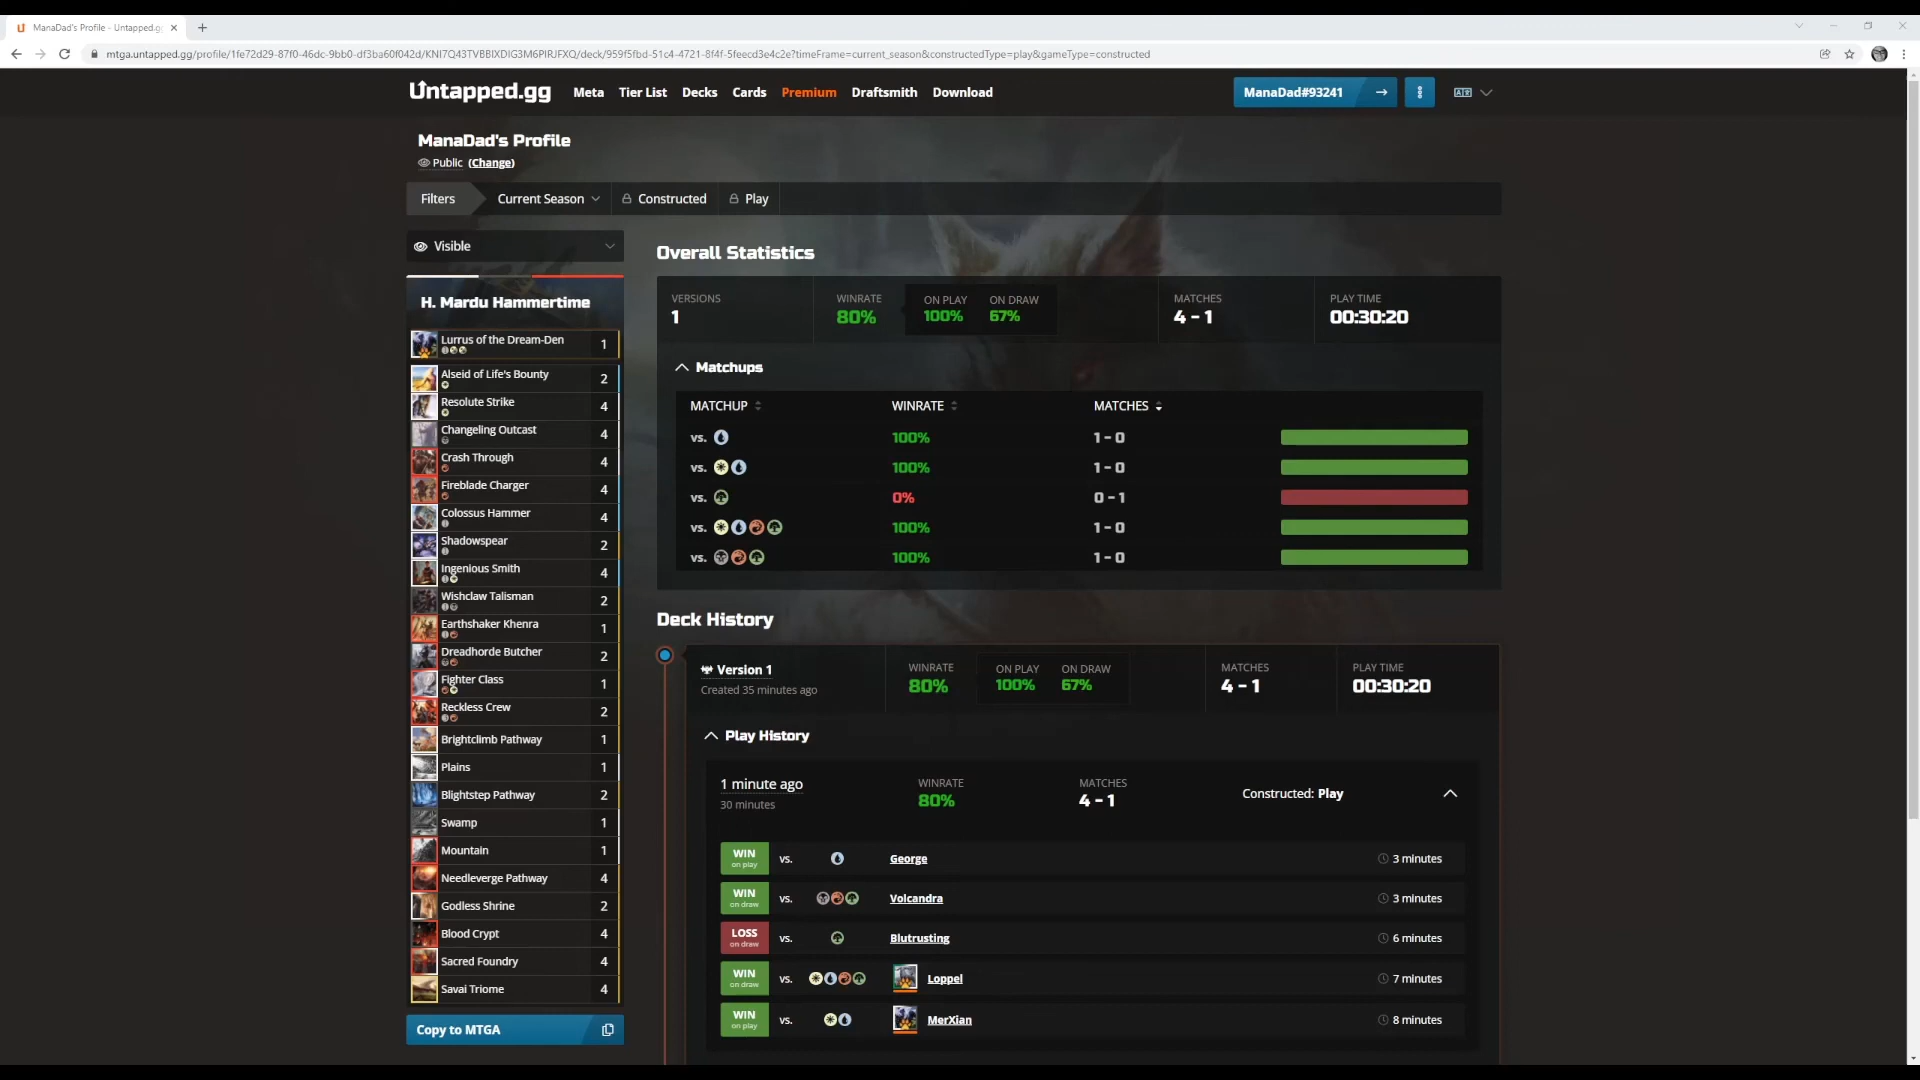 ManaDad's Profile - Untapped.g
mtga.untapped.gg/profile/1fe72d29-87f0-46dc-9bb0-df3ba60f042d/KNI7Q43TVBBIXDIG3M6PIRJFXQ/deck/959f5fbd-51c4-4721-8f4f-5feecd3e4c2e?timeFrame=current_season&constructedType=play&gameType=constructed
Untapped.gg Meta Tier List Decks Cards Premium Draftsmith Download ManaDad#93241
ManaDad's Profile
Public (Change)
Filters Current Season Constructed Play
Visible
H. Mardu Hammertime
Lurrus of the Dream-Den 1
Alseid of Life's Bounty 2
Resolute Strike 4
Changeling Outcast 4
Crash Through 4
Fireblade Charger 4
Colossus Hammer 4
Shadowspear 2
Ingenious Smith 4
Wishclaw Talisman 2
Earthshaker Khenra 1
Dreadhorde Butcher 2
Fighter Class 1
Reckless Crew 2
Brightclimb Pathway 1
Plains 1
Blightstep Pathway 2
Swamp 1
Mountain 1
Needleverge Pathway 4
Godless Shrine 2
Blood Crypt 4
Sacred Foundry 4
Savai Triome 4
Copy to MTGA
Overall Statistics
VERSIONS WINRATE ON PLAY ON DRAW MATCHES PLAY TIME
1 80% 100% 67% 4 - 1 00:30:20
Matchups
MATCHUP WINRATE MATCHES
vs. 100% 1 - 0
vs. 100% 1 - 0
vs. 0% 0 - 1
vs. 100% 1 - 0
vs. 100% 1 - 0
Deck History
Version 1 WINRATE ON PLAY ON DRAW MATCHES PLAY TIME
Created 35 minutes ago 80% 100% 67% 4 - 1 00:30:20
Play History
1 minute ago WINRATE MATCHES Constructed: Play
30 minutes 80% 4 - 1
WIN on play vs. George 3 minutes
WIN on draw vs. Volcandra 3 minutes
LOSS on draw vs. Blutrusting 6 minutes
WIN on draw vs. Loppel 7 minutes
WIN on play vs. MerXian 8 minutes